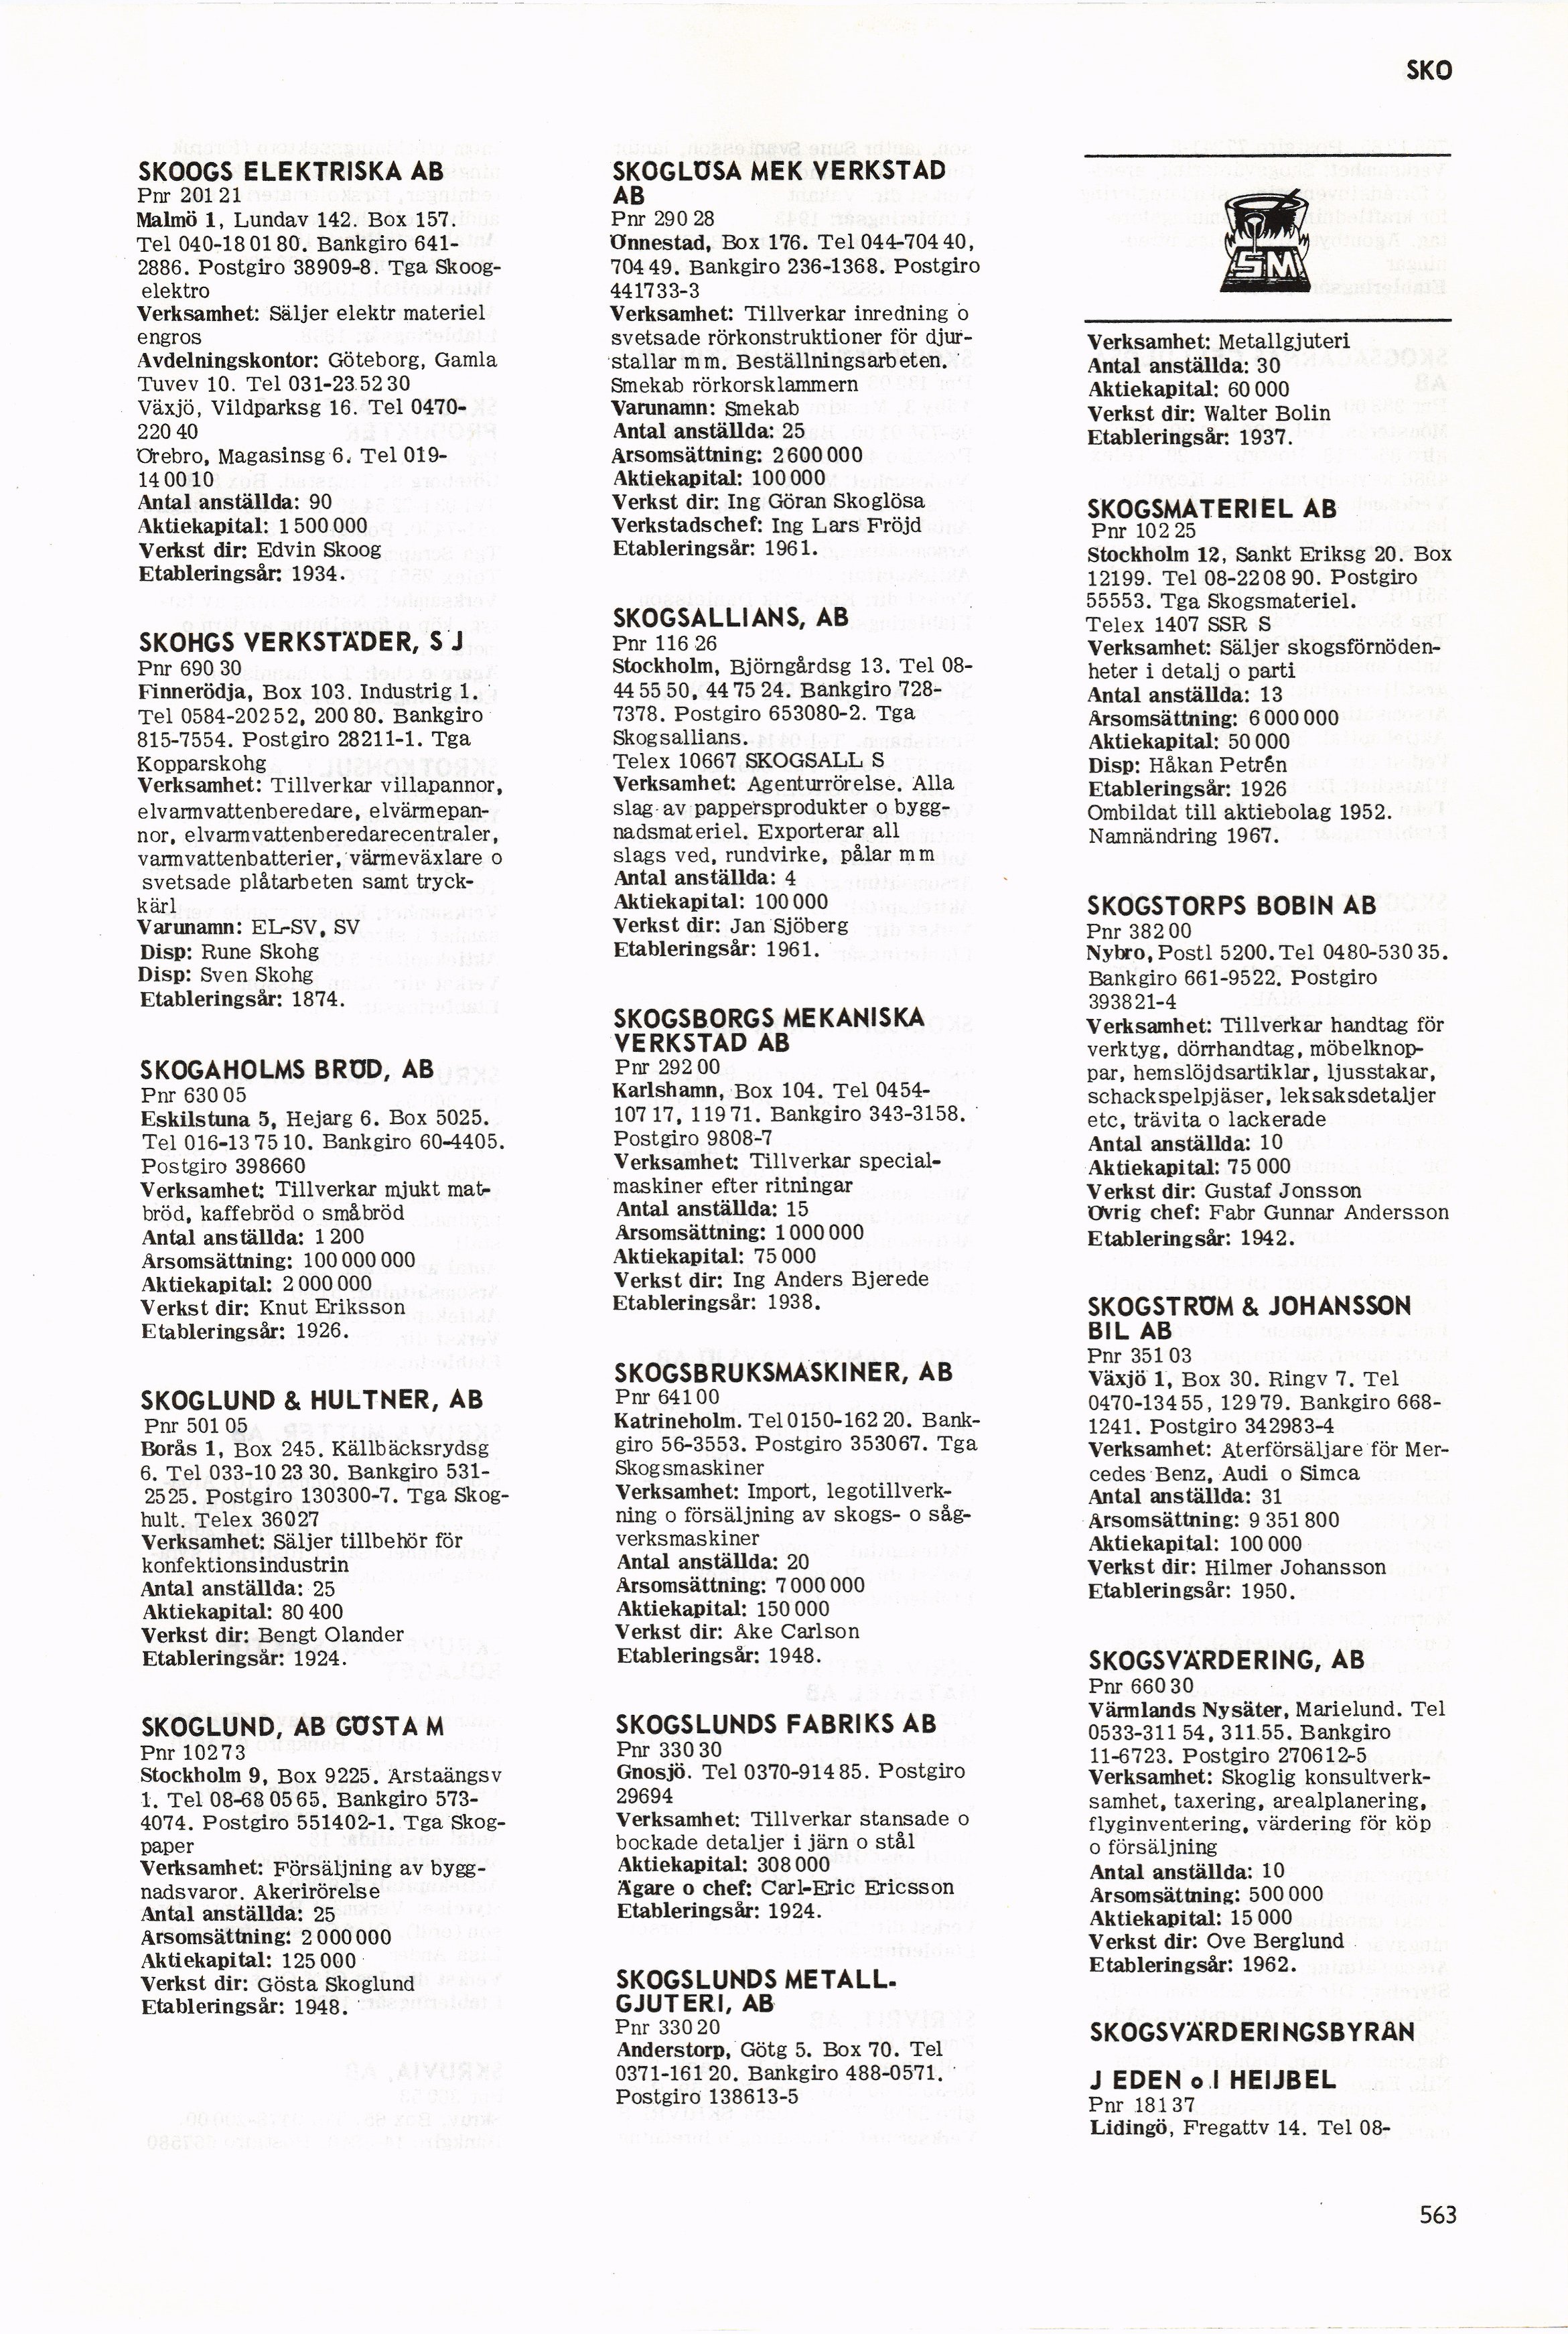 SKO
SKOOGS ELEKTRISKA AB
Pnr 201 21
Malmö 1, Lundav 142. Box 157.
Tel 040-18 01 80. Bankgiro 641-
2886. Postgiro 38909-8. Tga Skoog-
elektro
Verksamhet: Säljer elektr materiel
engros
Avdelningskontor: Göteborg, Gamla
Tuvev 10. Tel 031-23 52 30
Växjö, Vildparksg 16. Tel 0470-
220 40
Örebro, Magasinsg 6. Tel 019-
14 00 10
Antal anställda: 90
Aktiekapital: 1 500 000
Verkst dir: Edvin Skoog
Etableringsår: 1934.
SKOHGS VERKSTÄDER, S J
Pnr 690 30
Finnerödja, Box 103. Industrig 1.
Tel 0584-202 52, 200 80. Bankgiro
815-7554. Postgiro 28211-1. Tga
Kopparskohg
Verksamhet: Tillverkar villapannor,
elvarmvattenberedare, elvärmepan-
nor, elvarmvattenberedarecentraler,
varmvattenbatterier, värmeväxlare o
svetsade plåtarbeten samt tryck-
kärl
Varunamn: EL-SV, SV
Disp: Rune Skohg
Disp: Sven Skohg
Etableringsår: 1874.
SKOGAHOLMS BRÖD, AB
Pnr 630 05
Eskilstuna 5, Hejarg 6. Box 5025.
Tel 016-13 75 10. Bankgiro 60-4405.
Postgiro 398660
Verksamhet: Tillverkar mjukt mat-
bröd, kaffebröd o småbröd
Antal anställda: 1 200
Årsomsättning: 100 000 000
Aktiekapital: 2 000 000
Verkst dir: Knut Eriksson
Etableringsår: 1926.
SKOGLUND & HULTNER, AB
Pnr 501 05
Borås 1, Box 245. Källbäcksrydsg
6. Tel 033-10 23 30. Bankgiro 531-
2525. Postgiro 130300-7. Tga Skog-
hult. Telex 36027
Verksamhet: Säljer tillbehör för
konfektionsindustrin
Antal anställda: 25
Aktiekapital: 80 400
Verkst dir: Bengt Olander
Etableringsår: 1924.
SKOGLUND, AB GÖSTA M
Pnr 102 73
Stockholm 9, Box 9225. Årstaängsv
1. Tel 08-68 05 65. Bankgiro 573-
4074. Postgiro 551402-1. Tga Skog-
paper
Verksamhet: Försäljning av bygg-
nadsvaror. Åkerirörelse
Antal anställda: 25
Årsomsättning: 2 000 000
Aktiekapital: 125 000
Verkst dir: Gösta Skoglund
Etableringsår: 1948.
SKOGLÖSA MEK VERKSTAD
AB
Pnr 290 28
Önnestad, Box 176. Tel 044-704 40,
704 49. Bankgiro 236-1368. Postgiro
441733-3
Verksamhet: Tillverkar inredning o
svetsade rörkonstruktioner för djur-
stallar m m. Beställningsarbeten.
Smekab rörkorsklammern
Varunamn: Smekab
Antal anställda: 25
Årsomsättning: 2 600 000
Aktiekapital: 100 000
Verkst dir: Ing Göran Skoglösa
Verkstadschef: Ing Lars Fröjd
Etableringsår: 1961.
SKOGSALLIANS, AB
Pnr 116 26
Stockholm, Björngårdsg 13. Tel 08-
44 55 50, 44 75 24. Bankgiro 728-
7378. Postgiro 653080-2. Tga
Skogsallians.
Telex 10667 SKOGSALL S
Verksamhet: Agenturrörelse. Alla
slag av pappersprodukter o bygg-
nadsmateriel. Exporterar all
slags ved, rundvirke, pålar m m
Antal anställda: 4
Aktiekapital: 100 000
Verkst dir: Jan Sjöberg
Etableringsår: 1961.
SKOGSBORGS MEKANISKA
VERKSTAD AB
Pnr 292 00
Karlshamn, Box 104. Tel 0454-
107 17, 119 71. Bankgiro 343-3158.
Postgiro 9808-7
Verksamhet: Tillverkar special-
maskiner efter ritningar
Antal anställda: 15
Årsomsättning: 1 000 000
Aktiekapital: 75 000
Verkst dir: Ing Anders Bjerede
Etableringsår: 1938.
SKOGSBRUKSMASKINER, AB
Pnr 641 00
Katrineholm. Tel 0150-162 20. Bank-
giro 56-3553. Postgiro 353067. Tga
Skogsmaskiner
Verksamhet: Import, legotillverk-
ning o försäljning av skogs- o såg-
verksmaskiner
Antal anställda: 20
Årsomsättning: 7 000 000
Aktiekapital: 150 000
Verkst dir: Åke Carlson
Etableringsår: 1948.
SKOGSLUNDS FABRIKS AB
Pnr 330 30
Gnosjö. Tel 0370-914 85. Postgiro
29694
Verksamhet: Tillverkar stansade o
bockade detaljer i järn o stål
Aktiekapital: 308 000
Ägare o chef: Carl-Eric Ericsson
Etableringsår: 1924.
SKOGSLUNDS METALL-
GJUTERI, AB
Pnr 330 20
Anderstorp, Götg 5. Box 70. Tel
0371-161 20. Bankgiro 488-0571.
Postgiro 138613-5
SM
Verksamhet: Metallgjuteri
Antal anställda: 30
Aktiekapital: 60 000
Verkst dir: Walter Bolin
Etableringsår: 1937.
SKOGSMATERIEL AB
Pnr 102 25
Stockholm 12, Sankt Eriksg 20. Box
12199. Tel 08-22 08 90. Postgiro
55553. Tga Skogsmateriel.
Telex 1407 SSR S
Verksamhet: Säljer skogsförnöden-
heter i detalj o parti
Antal anställda: 13
Årsomsättning: 6 000 000
Aktiekapital: 50 000
Disp: Håkan Petrén
Etableringsår: 1926
Ombildat till aktiebolag 1952.
Namnändring 1967.
SKOGSTORPS BOBIN AB
Pnr 382 00
Nybro, Postl 5200. Tel 0480-530 35.
Bankgiro 661-9522. Postgiro
393821-4
Verksamhet: Tillverkar handtag för
verktyg, dörrhandtag, möbelknop-
par, hemslöjdsartiklar, ljusstakar,
schackspelpjäser, leksaksdetaljer
etc, trävita o lackerade
Antal anställda: 10
Aktiekapital: 75 000
Verkst dir: Gustaf Jonsson
Övrig chef: Fabr Gunnar Andersson
Etableringsår: 1942.
SKOGSTRÖM & JOHANSSON
BIL AB
Pnr 351 03
Växjö 1, Box 30. Ringv 7. Tel
0470-134 55, 129 79. Bankgiro 668-
1241. Postgiro 342983-4
Verksamhet: Återförsäljare för Mer-
cedes Benz, Audi o Simca
Antal anställda: 31
Årsomsättning: 9 351 800
Aktiekapital: 100 000
Verkst dir: Hilmer Johansson
Etableringsår: 1950.
SKOGSVÄRDERING, AB
Pnr 660 30
Värmlands Nysäter, Marielund. Tel
0533-311 54, 311 55. Bankgiro
11-6723. Postgiro 270612-5
Verksamhet: Skoglig konsultverk-
samhet, taxering, arealplanering,
flyginventering, värdering för köp
o försäljning
Antal anställda: 10
Årsomsättning: 500 000
Aktiekapital: 15 000
Verkst dir: Ove Berglund
Etableringsår: 1962.
SKOGSVÄRDERINGSBYRÅN
J EDEN o I HEIJBEL
Pnr 181 37
Lidingö, Fregattv 14. Tel 08-
563